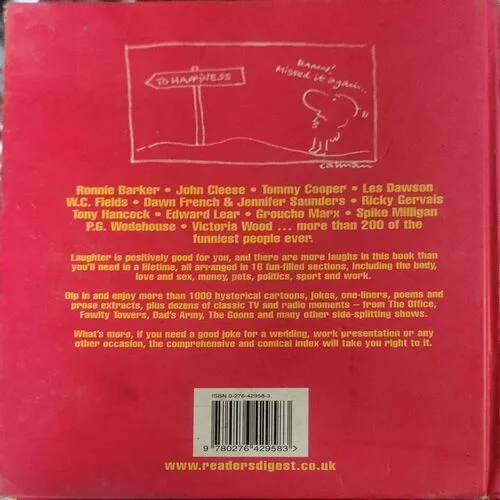 TO HAPPINESS
DAMN!
MISSED it again..
calman
Ronnie Barker • John Cleese • Tommy Cooper • Les Dawson
W.C. Fields • Dawn French & Jennifer Saunders • Ricky Gervais
Tony Hancock • Edward Lear • Groucho Marx • Spike Milligan
P.G. Wodehouse • Victoria Wood ... more than 200 of the
funniest people ever.
Laughter is positively good for you, and there are more laughs in this book than
you'll need in a lifetime, all arranged in 16 fun-filled sections, including the body,
love and sex, money, pets, politics, sport and work.
Dip in and enjoy more than 1000 hysterical cartoons, jokes, one-liners, poems and
prose extracts, plus dozens of classic TV and radio moments – from The Office,
Fawlty Towers, Dad's Army, The Goons and many other side-splitting shows.
What's more, if you need a good joke for a wedding, work presentation or any
other occasion, the comprehensive and comical index will take you right to it.
ISBN 0-276-42958-3
9 780276 429583 >
www.readersdigest.co.uk